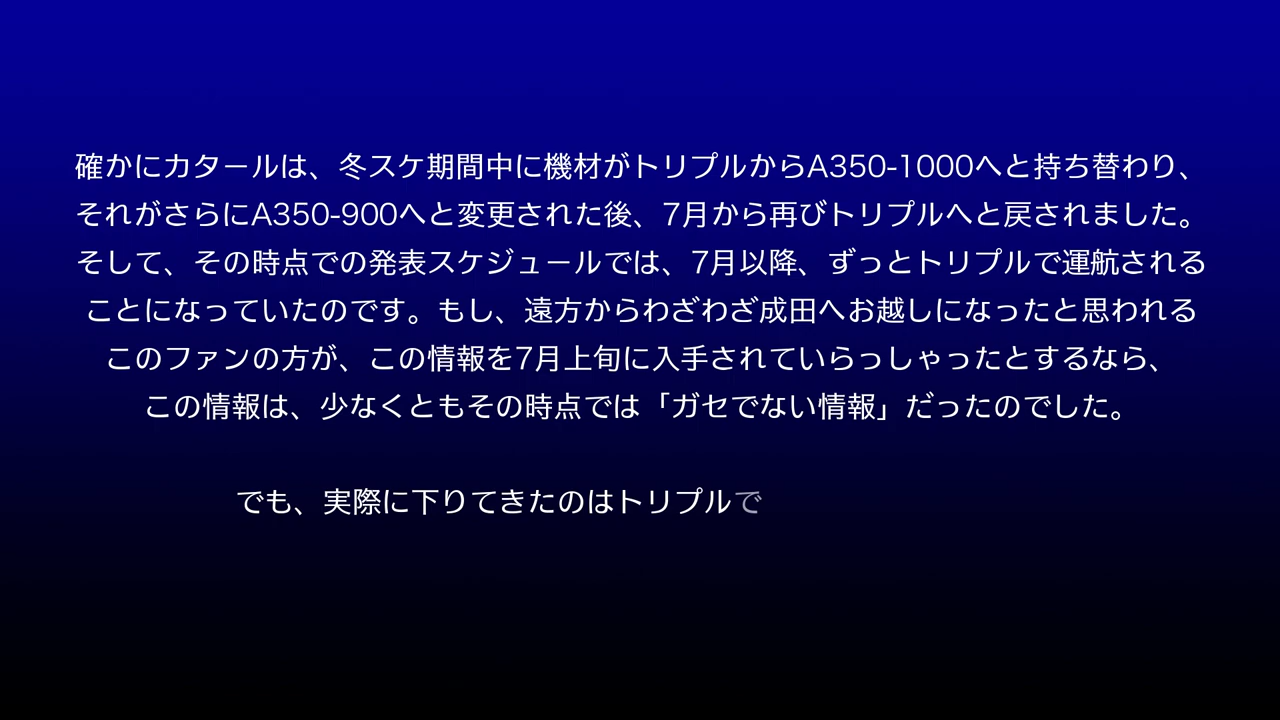 確かにカタールは、冬スケ期間中に機材がトリプルからA350-1000へと持ち替わり、
それがさらにA350-900へと変更された後、7月から再びトリプルへと戻されました。
そして、その時点での発表スケジュールでは、7月以降、ずっとトリプルで運航される
ことになっていたのです。もし、遠方からわざわざ成田へお越しになったと思われる
このファンの方が、この情報を7月上旬に入手されていらっしゃったとするなら、
この情報は、少なくともその時点では「ガセでない情報」だったのでした。
でも、実際に下りてきたのはトリプルで